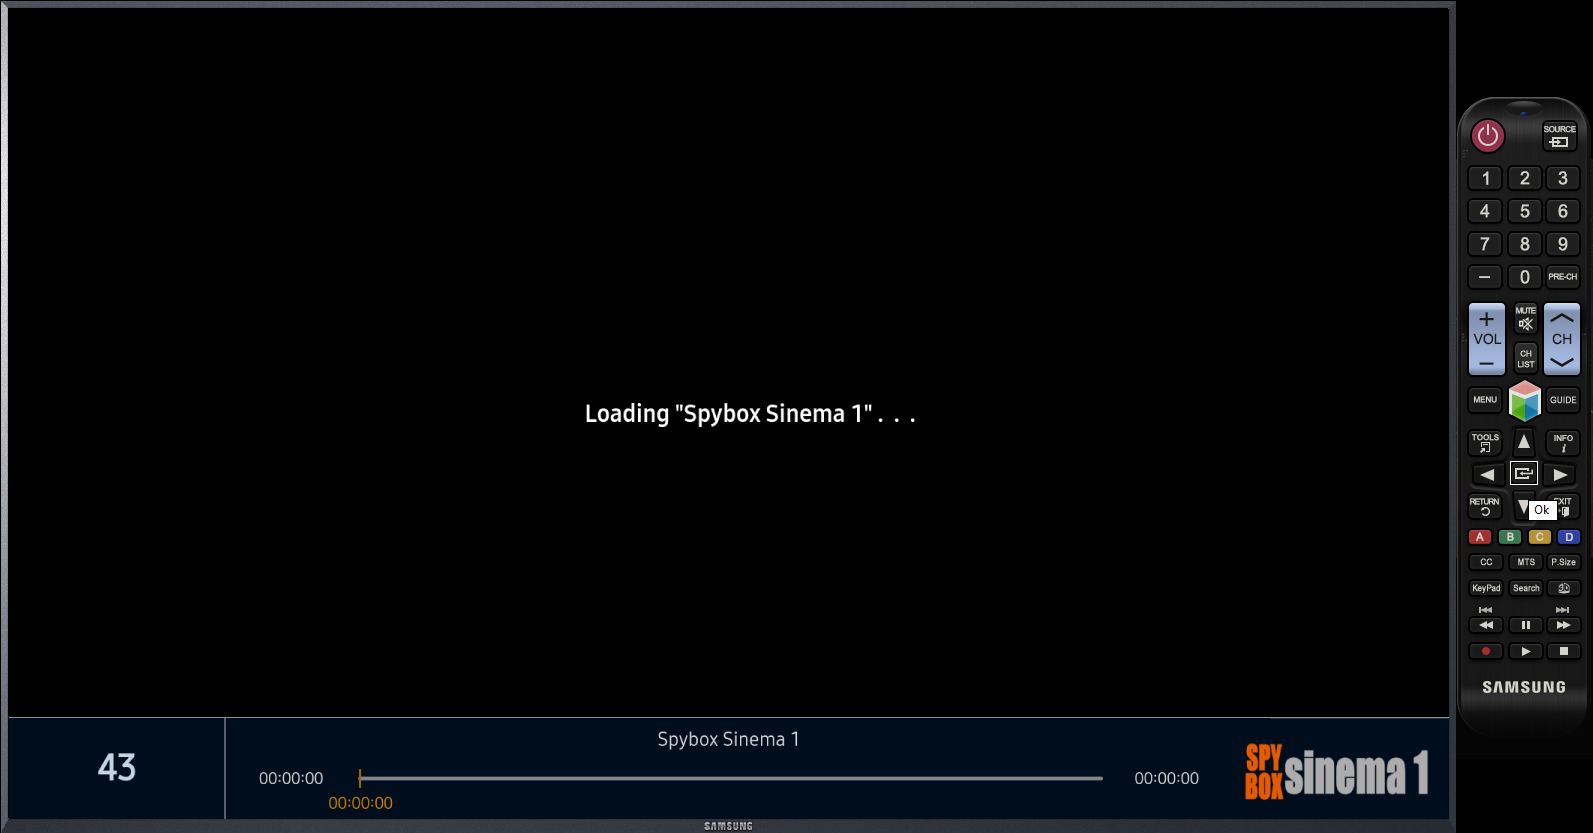 Loading "Spybox Sinema 1" . . .
43
Spybox Sinema 1
00:00:00
00:00:00
00:00:00
SPY
BOX
sinema 1
SAMSUNG
SOURCE
1 2 3
4 5 6
7 8 9
– 0 PRE-CH
+ MUTE
VOL CH
–
CH
LIST
MENU GUIDE
TOOLS INFO
i
RETURN EXIT
Ok
A B C D
CC MTS P.Size
KeyPad Search 3D
SAMSUNG